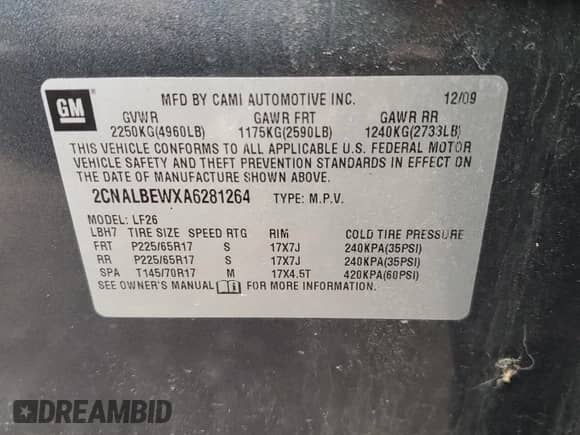 GM
MFD BY CAMI AUTOMOTIVE INC. 12/09
GVWR GAWR FRT GAWR RR
2250KG(4960LB) 1175KG(2590LB) 1240KG(2733LB)
THIS VEHICLE CONFORMS TO ALL APPLICABLE U.S. FEDERAL MOTOR
VEHICLE SAFETY AND THEFT PREVENTION STANDARDS IN EFFECT ON
THE DATE OF MANUFACTURE SHOWN ABOVE.
2CNALBEWXA6281264 TYPE: M.P.V.
MODEL: LF26
LBH7 TIRE SIZE SPEED RTG RIM COLD TIRE PRESSURE
FRT P225/65R17 S 17X7J 240KPA(35PSI)
RR P225/65R17 S 17X7J 240KPA(35PSI)
SPA T145/70R17 M 17X4.5T 420KPA(60PSI)
SEE OWNER'S MANUAL FOR MORE INFORMATION.
DREAMBID